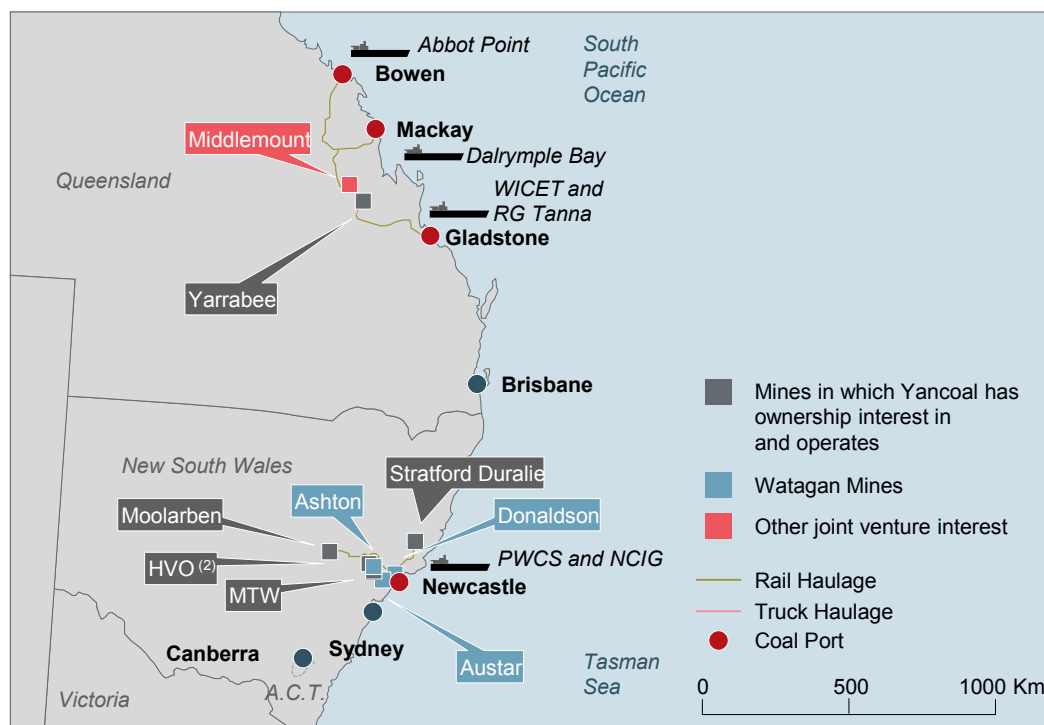 Abbot Point
Bowen
South
Pacific
Ocean
Middlemount
Mackay
Dalrymple Bay
Queensland
WICET and
RG Tanna
Gladstone
Yarrabee
Brisbane
Mines in which Yancoal has
ownership interest in
and operates
New South Wales
Stratford Duralie
Ashton
Watagan Mines
Moolarben
Donaldson
Other joint venture interest
HVO (2)
PWCS and NCIG
MTW
Newcastle
Rail Haulage
Truck Haulage
Coal Port
Canberra
Sydney
Austar
Tasman
Sea
A.C.T.
Victoria
0 500 1000 Km